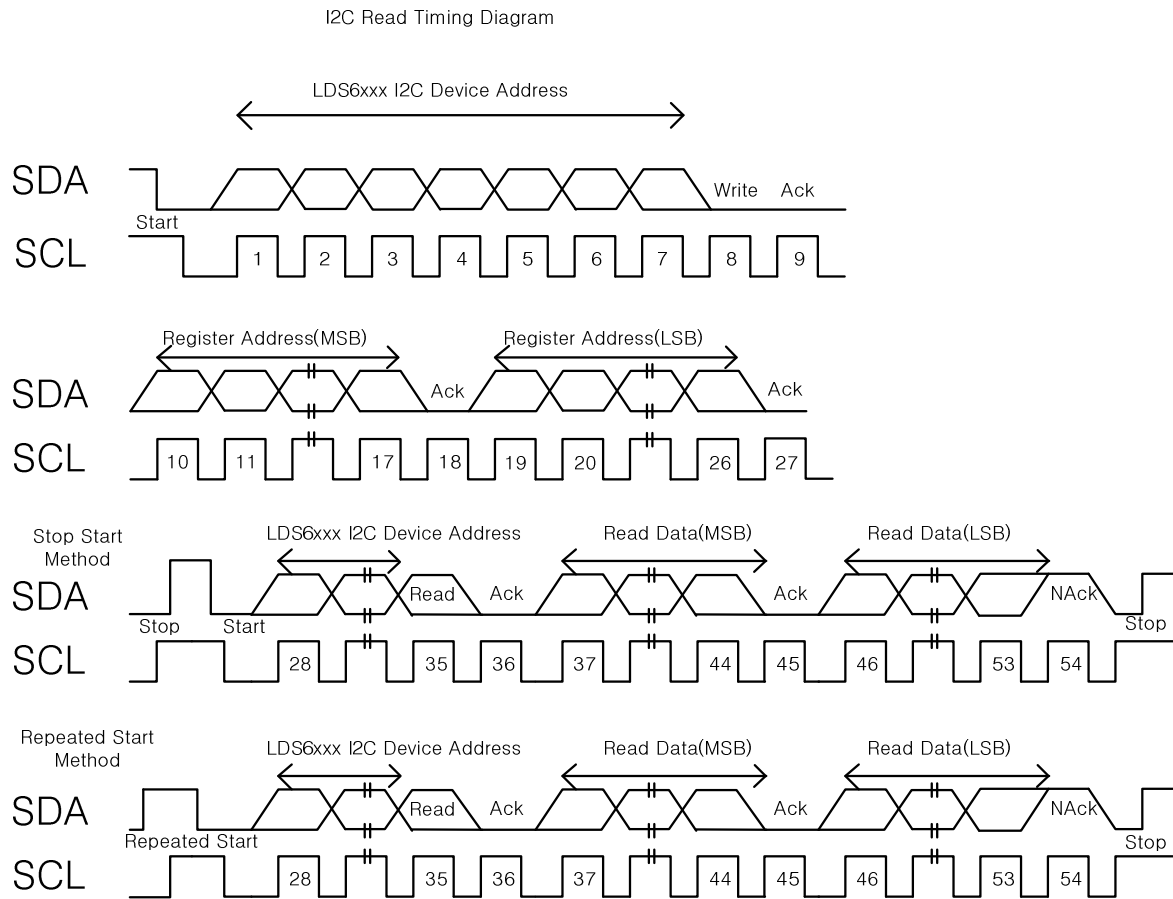 I2C Read Timing Diagram
LDS6xxx I2C Device Address
SDA
Write Ack
Start
SCL
1 2 3 4 5 6 7 8 9
Register Address(MSB) Register Address(LSB)
SDA
Ack Ack
SCL
10 11 17 18 19 20 26 27
Stop Start
Method
LDS6xxx I2C Device Address Read Data(MSB) Read Data(LSB)
SDA
Read Ack Ack NAck
Stop Start Stop
SCL
28 35 36 37 44 45 46 53 54
Repeated Start
Method
LDS6xxx I2C Device Address Read Data(MSB) Read Data(LSB)
SDA
Read Ack Ack NAck
Repeated Start Stop
SCL
28 35 36 37 44 45 46 53 54